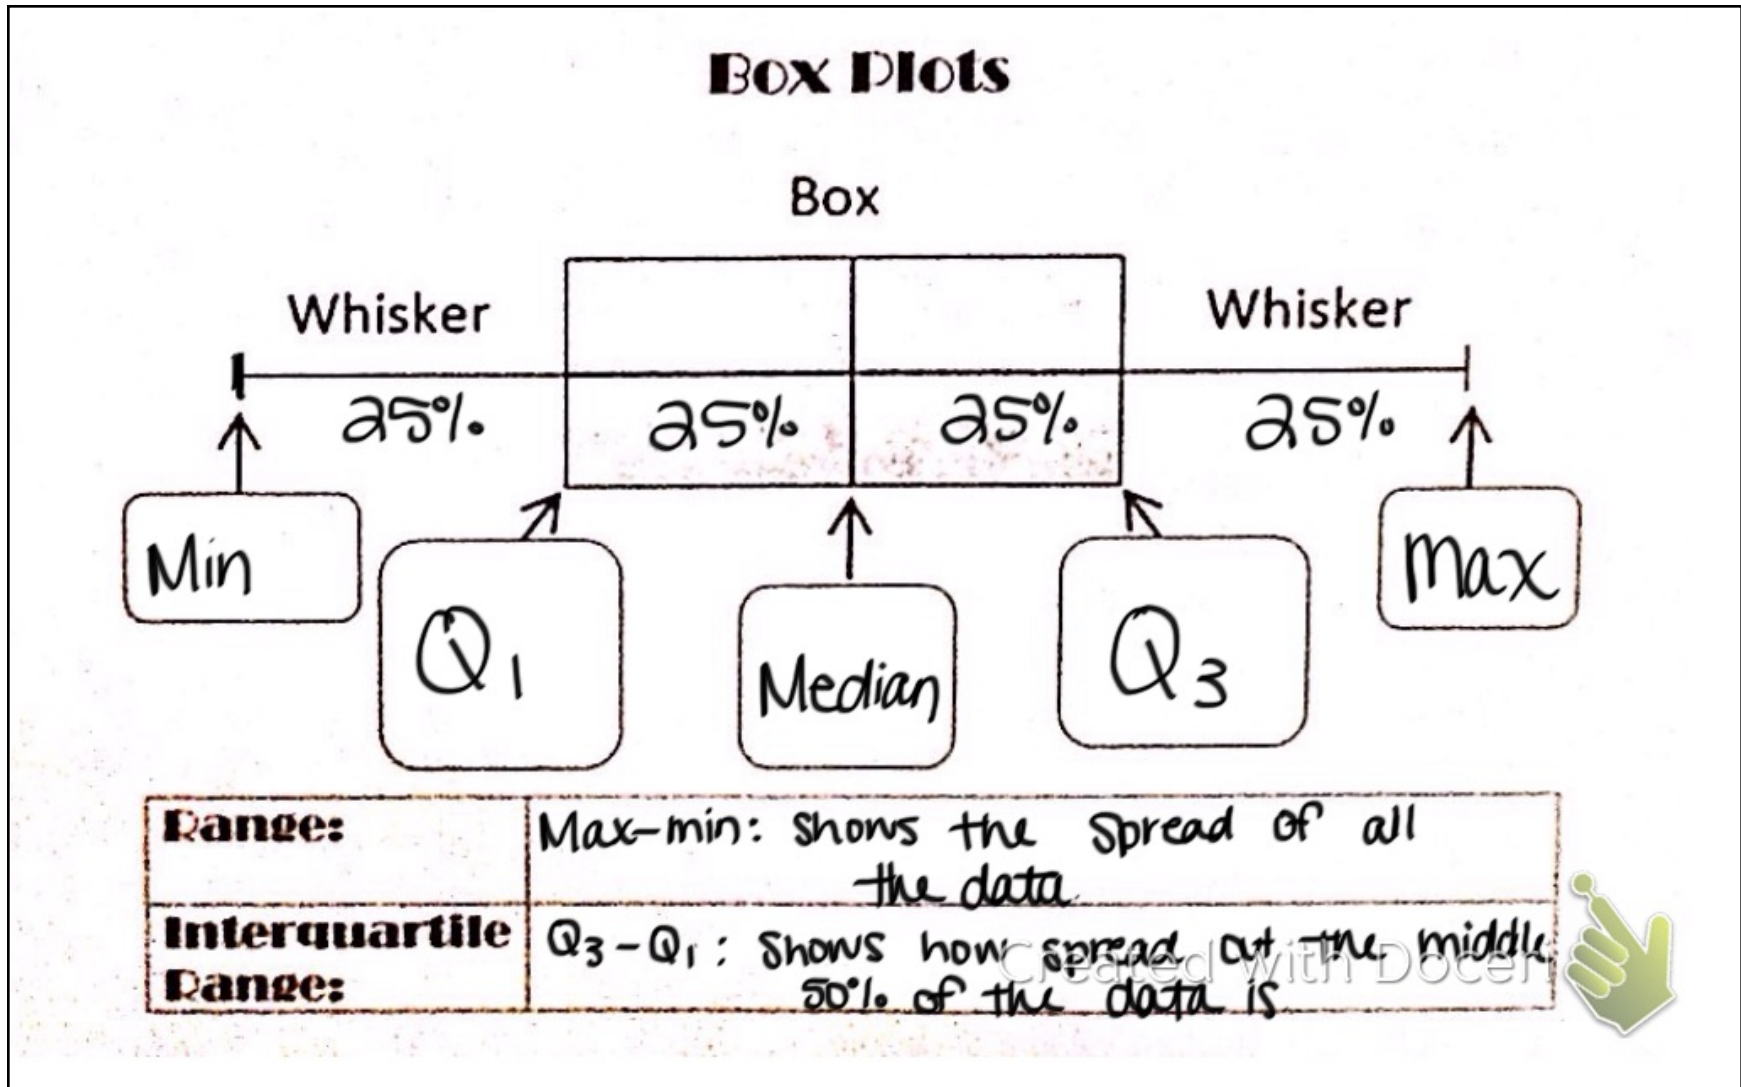 Box Plots
Box
Whisker
Whisker
25%
25%
25%
25%
Min
Q1
Median
Q3
Max
Range:
Max-min: shows the spread of all
the data
Interquartile
Range:
Q3-Q1: shows how spread out the middle
50% of the data is
Created with Docer